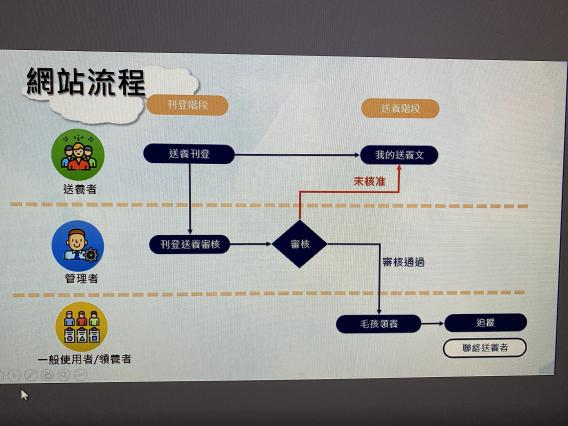 網站流程
刊登階段
送養階段
送養者
送養刊登
我的送養文
未核准
管理者
刊登送養審核
審核
審核通過
一般使用者/領養者
毛孩領養
追蹤
聯絡送養者